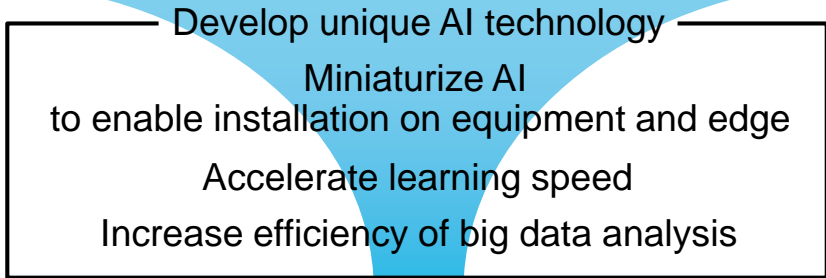 Develop unique AI technology
Miniaturize AI
to enable installation on equipment and edge
Accelerate learning speed
Increase efficiency of big data analysis